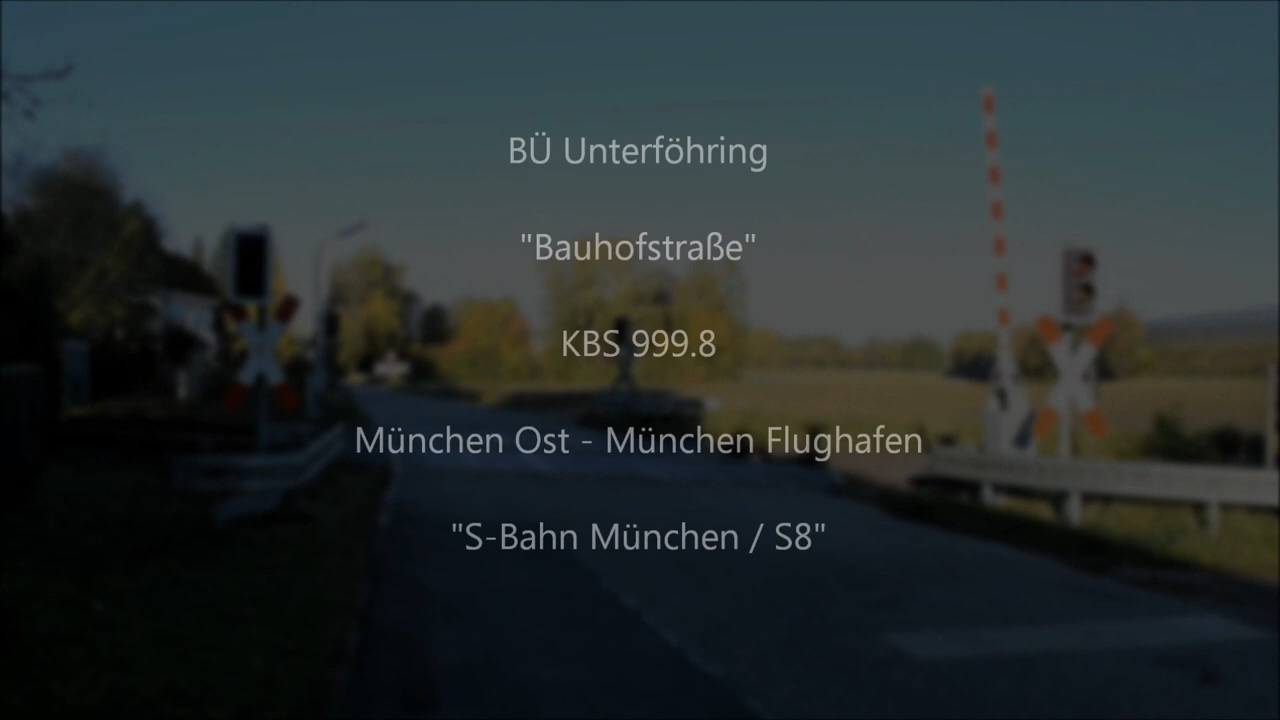 BÜ Unterföhring
"Bauhofstraße"
KBS 999.8
München Ost - München Flughafen
"S-Bahn München / S8"